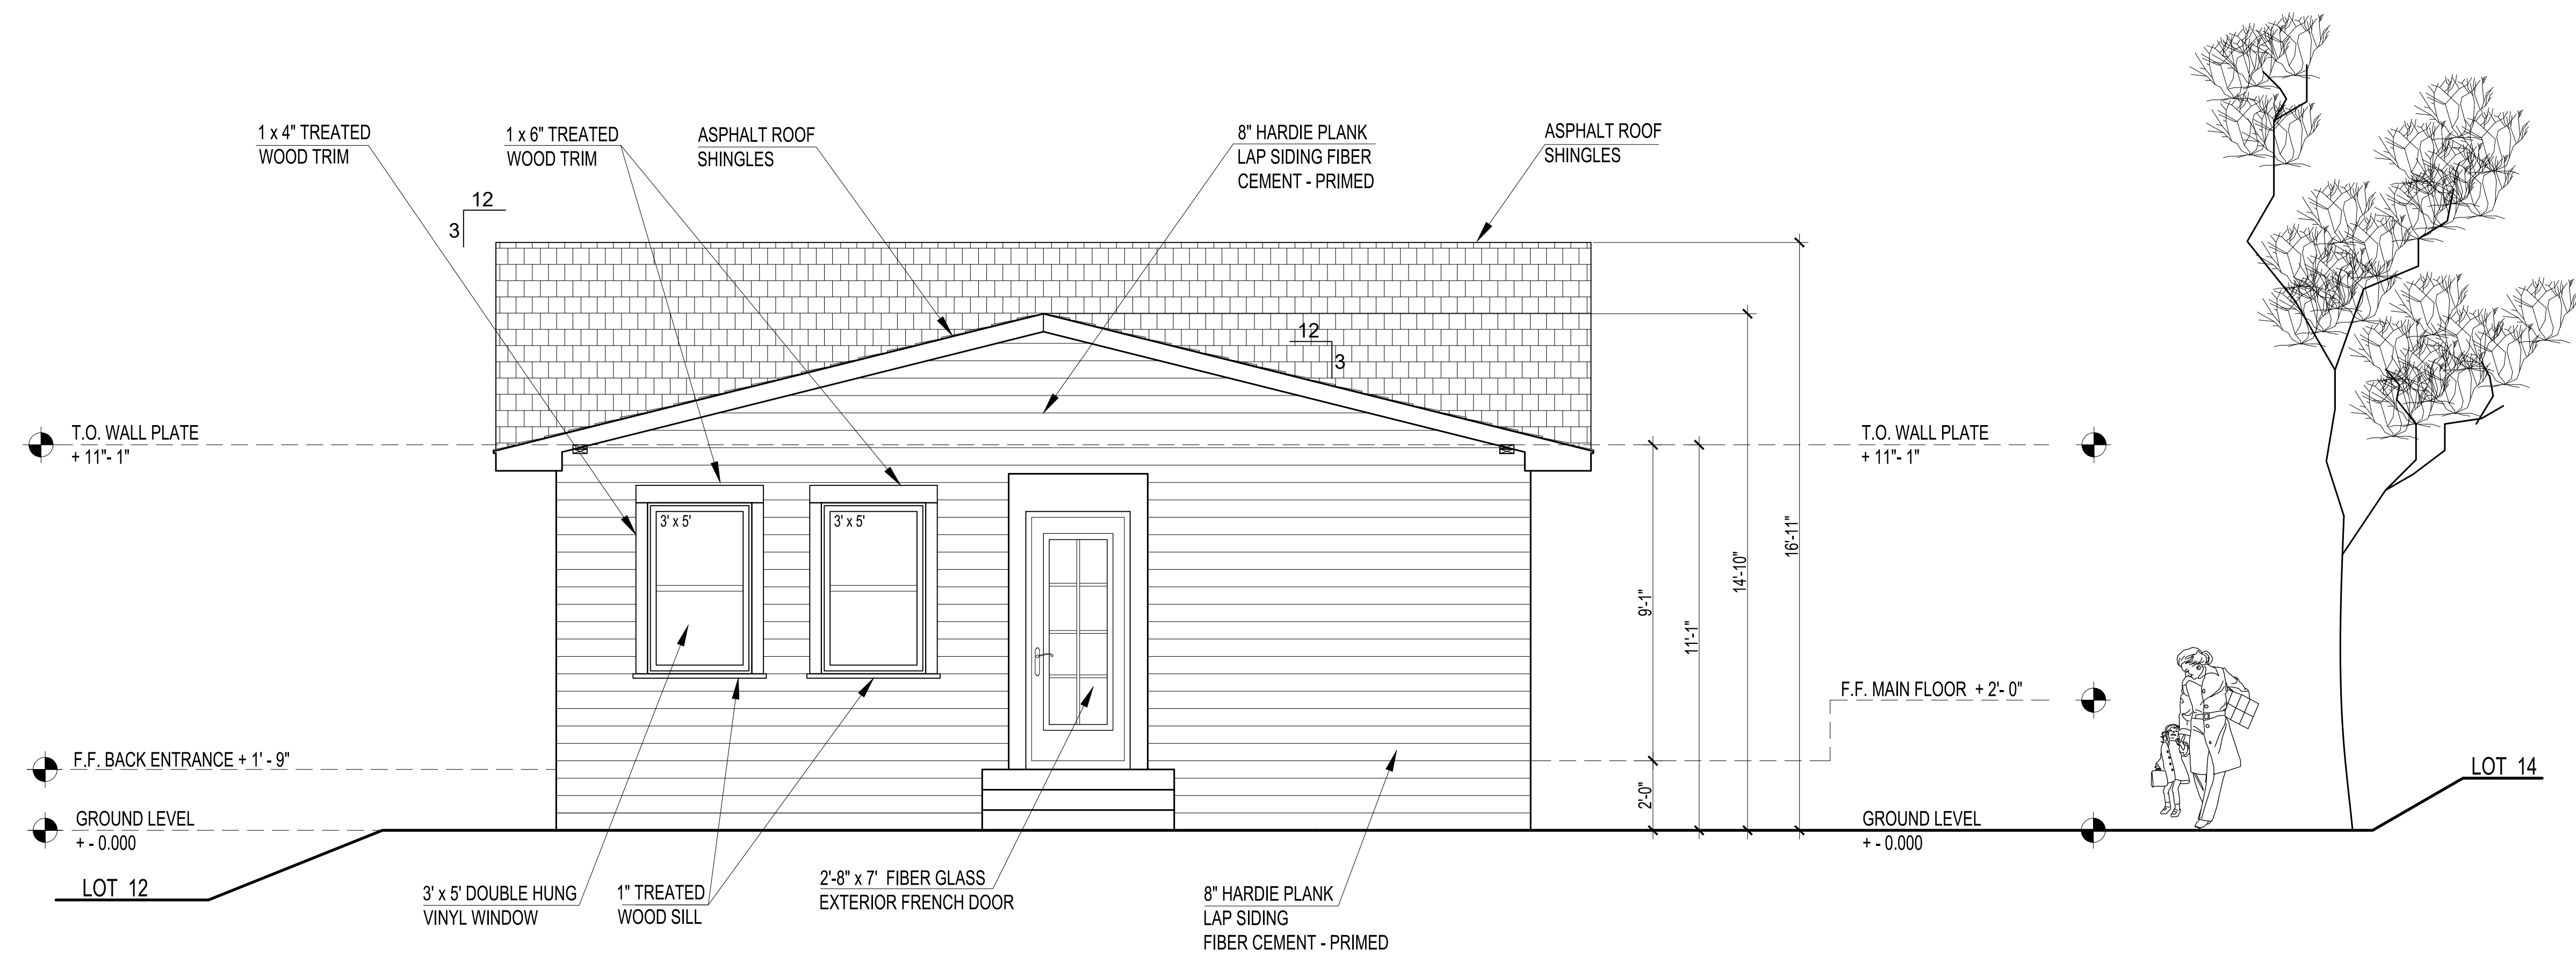 1 x 4" TREATED
WOOD TRIM
1 x 6" TREATED
WOOD TRIM
ASPHALT ROOF
SHINGLES
8" HARDIE PLANK
LAP SIDING FIBER
CEMENT - PRIMED
ASPHALT ROOF
SHINGLES
12
3
12
3
T.O. WALL PLATE
+ 11"- 1"
T.O. WALL PLATE
+ 11"- 1"
3' x 5'
3' x 5'
9'-1"
11'-1"
14'-10"
16'-11"
2'-0"
F.F. MAIN FLOOR + 2'- 0"
F.F. BACK ENTRANCE + 1' - 9"
GROUND LEVEL
+ - 0.000
GROUND LEVEL
+ - 0.000
LOT 12
LOT 14
3' x 5' DOUBLE HUNG
VINYL WINDOW
1" TREATED
WOOD SILL
2'-8" x 7' FIBER GLASS
EXTERIOR FRENCH DOOR
8" HARDIE PLANK
LAP SIDING
FIBER CEMENT - PRIMED